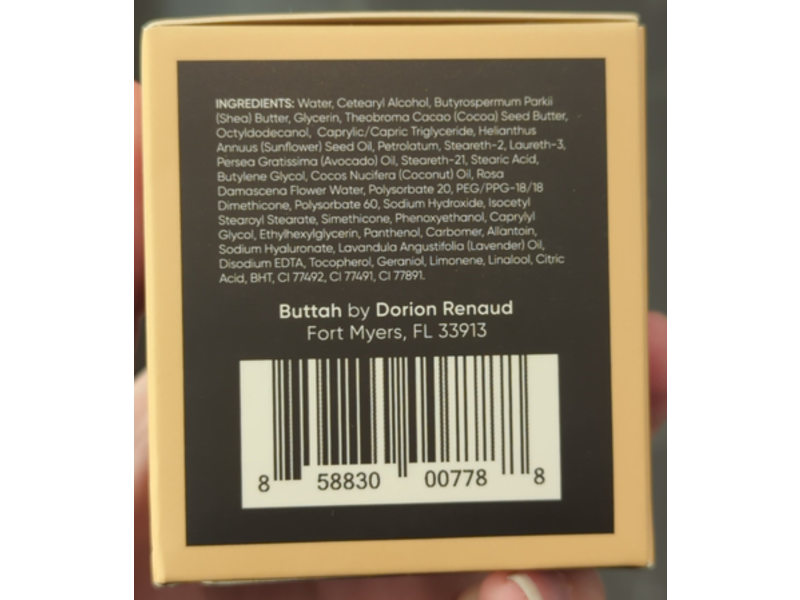 INGREDIENTS: Water, Cetearyl Alcohol, Butyrospermum Parkii
(Shea) Butter, Glycerin, Theobroma Cacao (Cocoa) Seed Butter,
Octyldodecanol, Caprylic/Capric Triglyceride, Helianthus
Annuus (Sunflower) Seed Oil, Petrolatum, Steareth-2, Laureth-3,
Persea Gratissima (Avocado) Oil, Steareth-21, Stearic Acid,
Butylene Glycol, Cocos Nucifera (Coconut) Oil, Rosa
Damascena Flower Water, Polysorbate 20, PEG/PPG-18/18
Dimethicone, Polysorbate 60, Sodium Hydroxide, Isocetyl
Stearoyl Stearate, Simethicone, Phenoxyethanol, Caprylyl
Glycol, Ethylhexylglycerin, Panthenol, Carbomer, Allantoin,
Sodium Hyaluronate, Lavandula Angustifolia (Lavender) Oil,
Disodium EDTA, Tocopherol, Geraniol, Limonene, Linalool, Citric
Acid, BHT, CI 77492, CI 77491, CI 77891.
Buttah by Dorion Renaud
Fort Myers, FL 33913
8 58830 00778 8